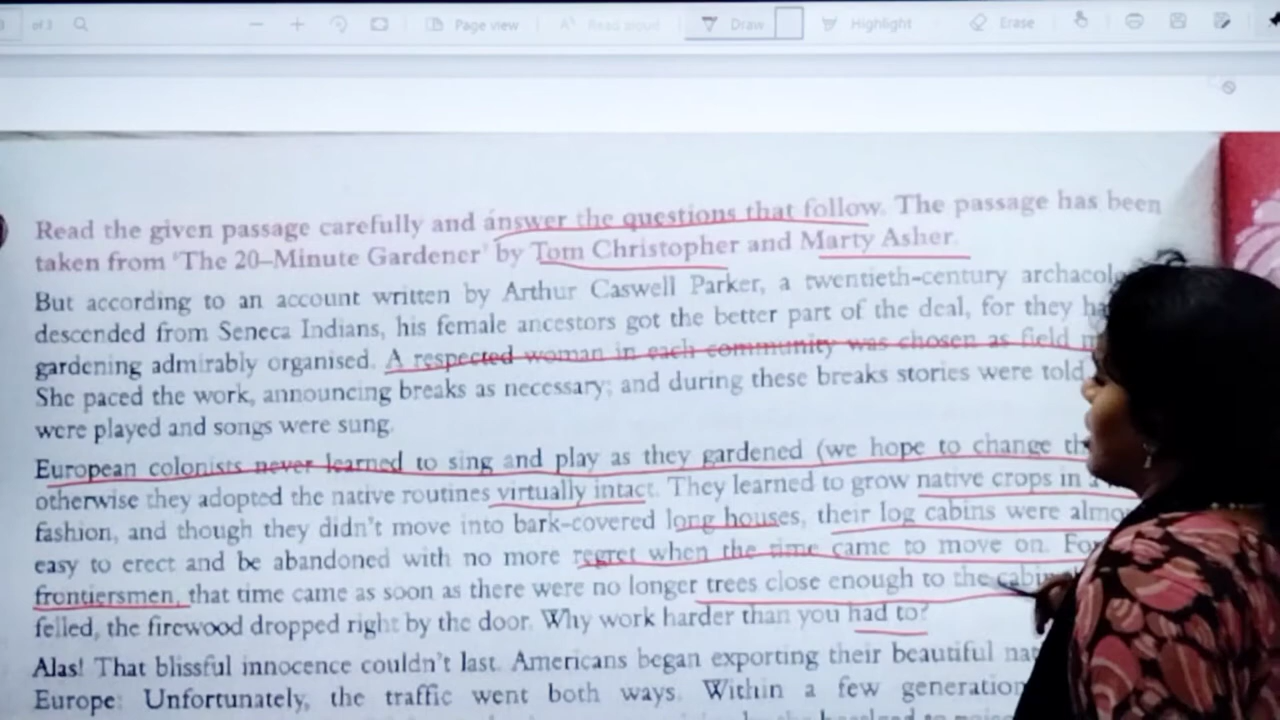 of 3 Page view Read aloud Draw Highlight Erase
Read the given passage carefully and answer the questions that follow. The passage has been
taken from 'The 20–Minute Gardener' by Tom Christopher and Marty Asher.
But according to an account written by Arthur Caswell Parker, a twentieth-century
descended from Seneca Indians, his female ancestors got the better part of the deal, for they
gardening admirably organised. A respected woman in each community was chosen as field
She paced the work, announcing breaks as necessary; and during these breaks stories were told
were played and songs were sung.
European colonists never learned to sing and play as they gardened (we hope to change
otherwise they adopted the native routines virtually intact. They learned to grow native crops in
fashion, and though they didn't move into bark-covered long houses, their log cabins were
easy to erect and be abandoned with no more regret when the time came to move on.
frontiersmen, that time came as soon as there were no longer trees close enough to the
felled, the firewood dropped right by the door. Why work harder than you had to?
Alas! That blissful innocence couldn't last. Americans began exporting their beautiful
Europe. Unfortunately, the traffic went both ways. Within a few